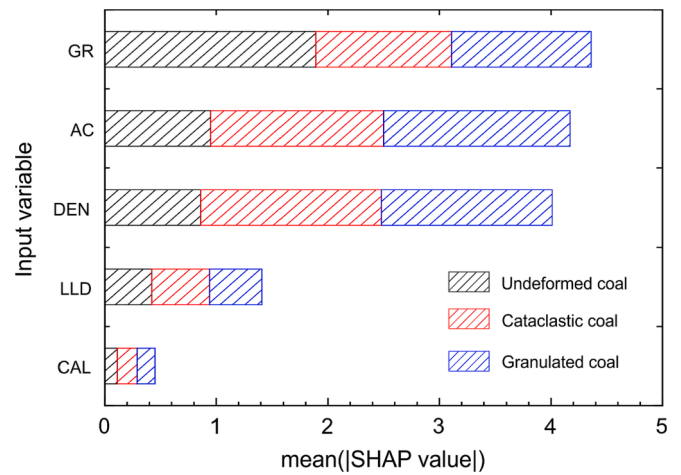 GR
AC
DEN
LLD
CAL
Input variable
Undeformed coal
Cataclastic coal
Granulated coal
0 1 2 3 4 5
mean(|SHAP value|)